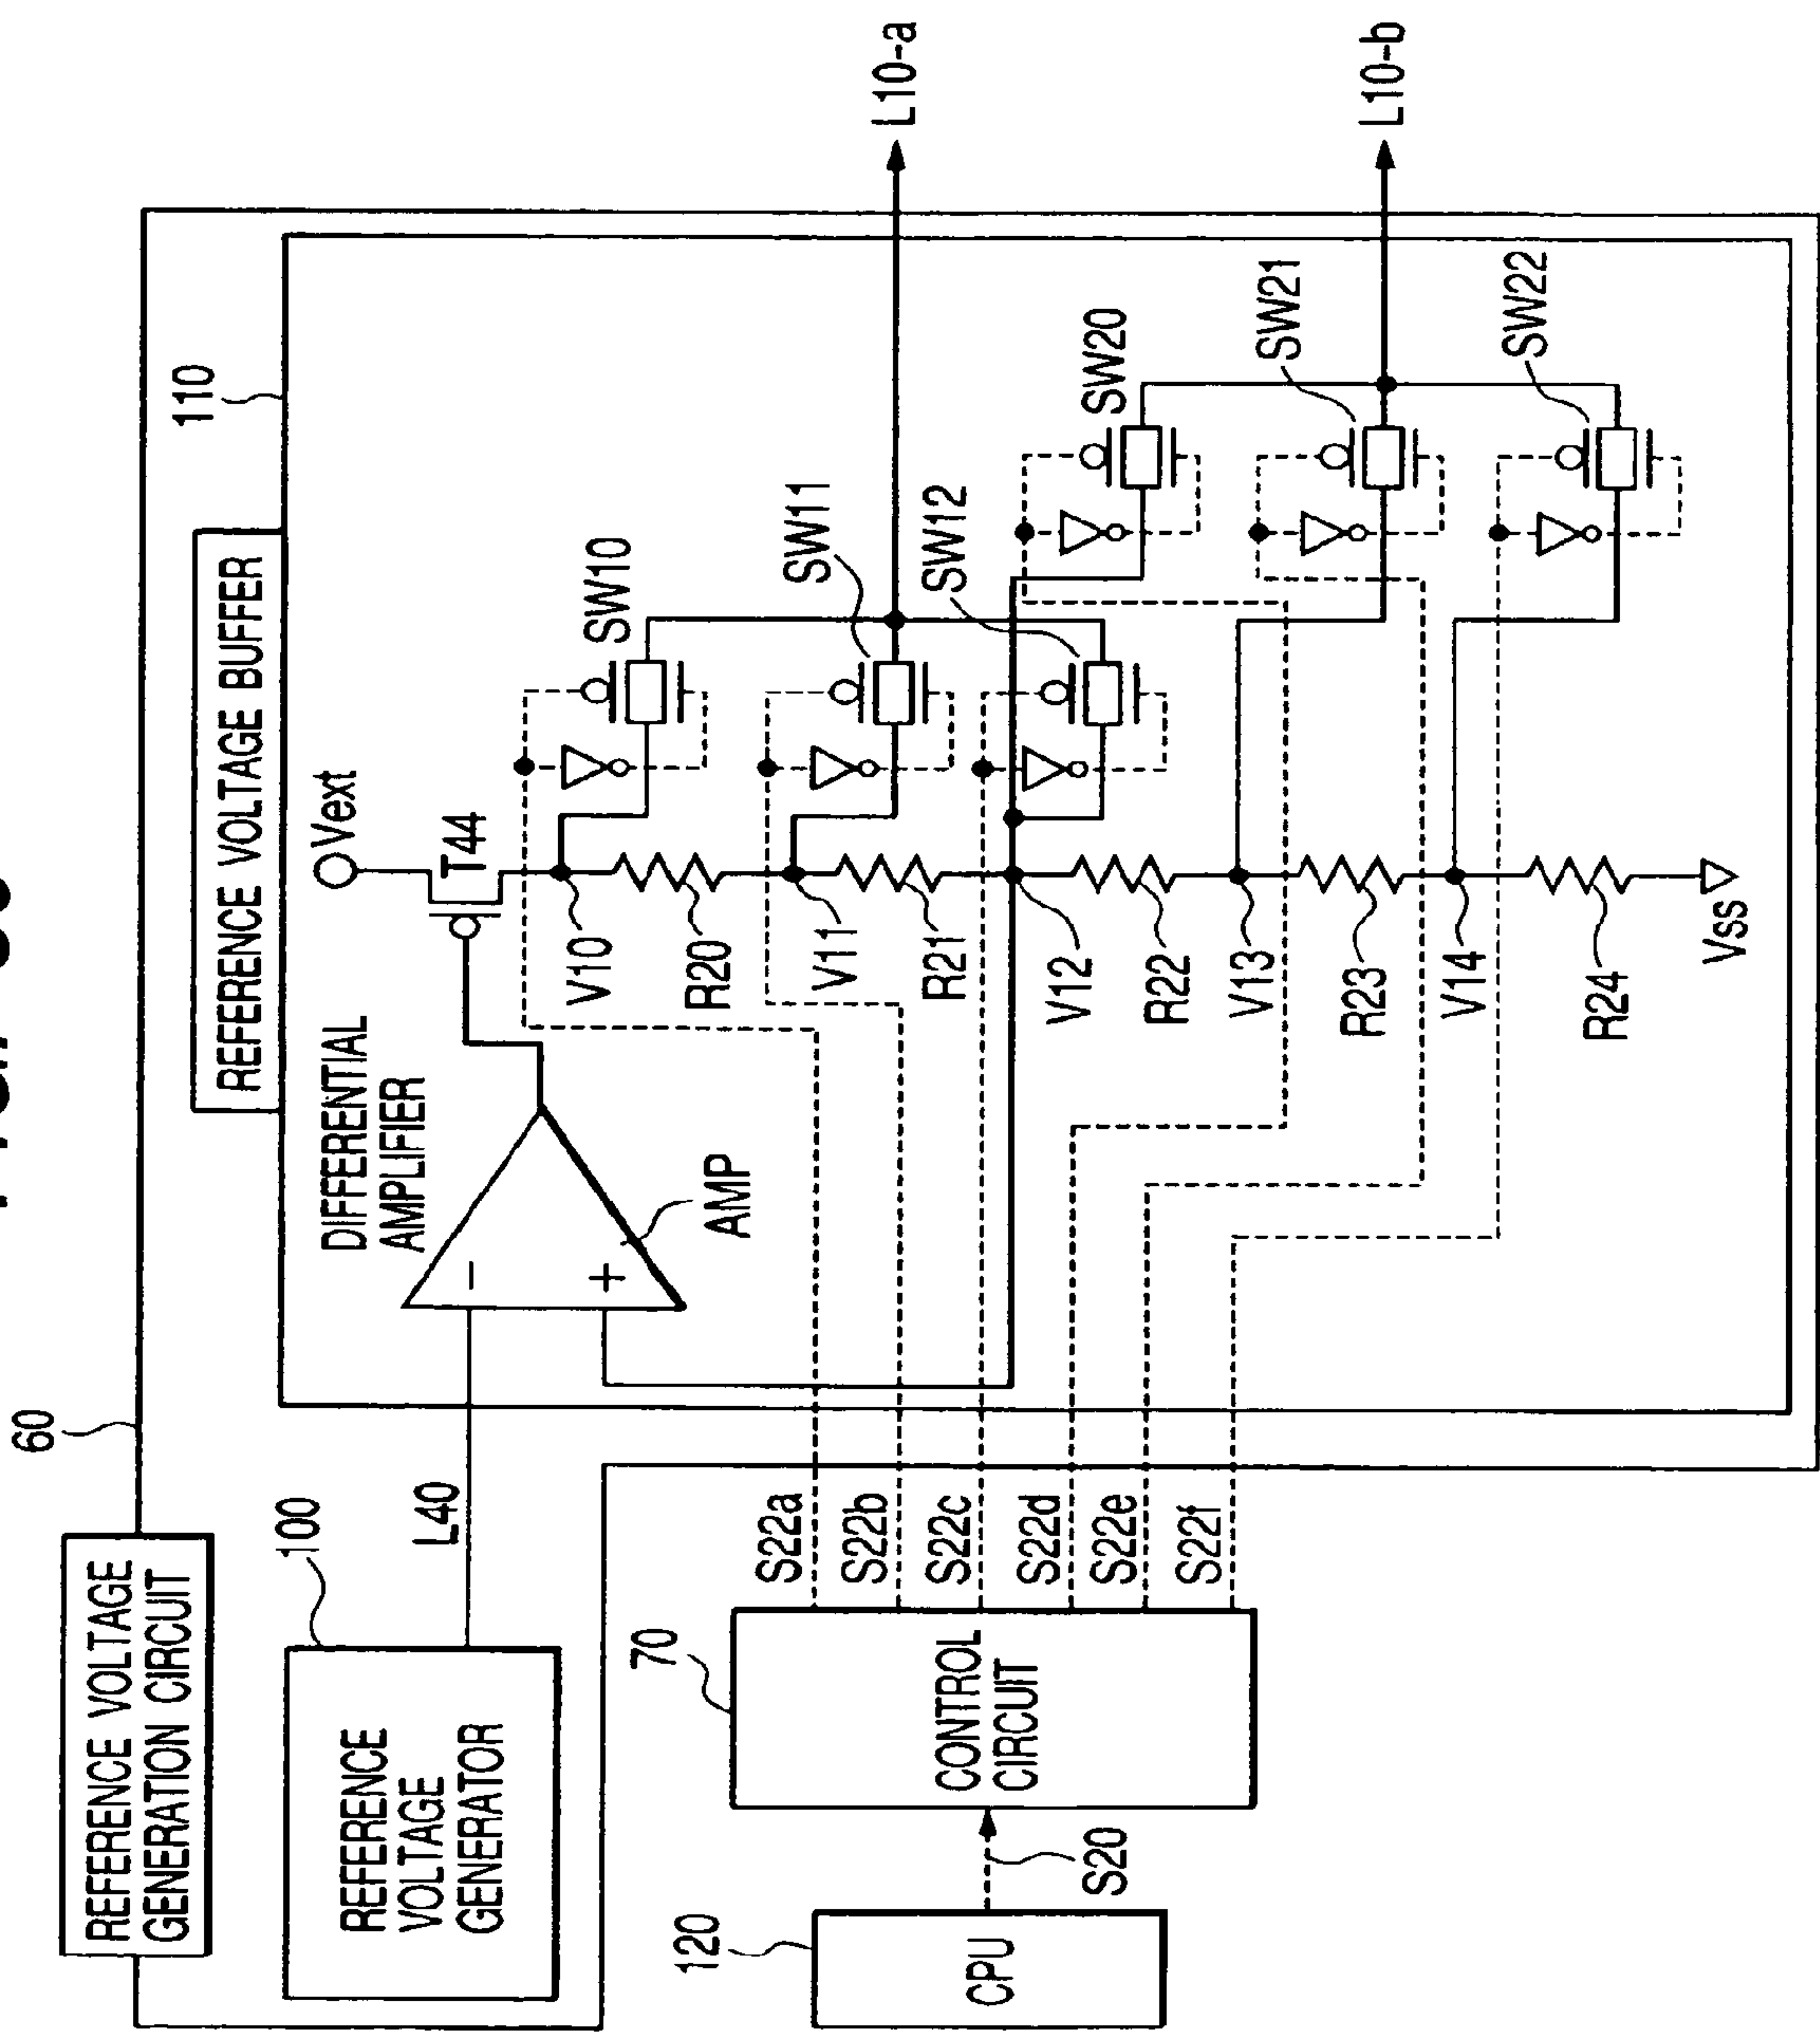 REFERENCE VOLTAGE
GENERATION CIRCUIT
60
REFERENCE VOLTAGE BUFFER
110
100
REFERENCE
VOLTAGE
GENERATOR
L40
DIFFERENTIAL
AMPLIFIER
−
+
AMP
Vext
T44
V10
R20
V11
R21
V12
R22
V13
R23
V14
R24
Vss
SW10
SW11
SW12
SW20
SW21
SW22
L10-a
L10-b
120
CPU
S20
70
CONTROL
CIRCUIT
S22a
S22b
S22c
S22d
S22e
S22f